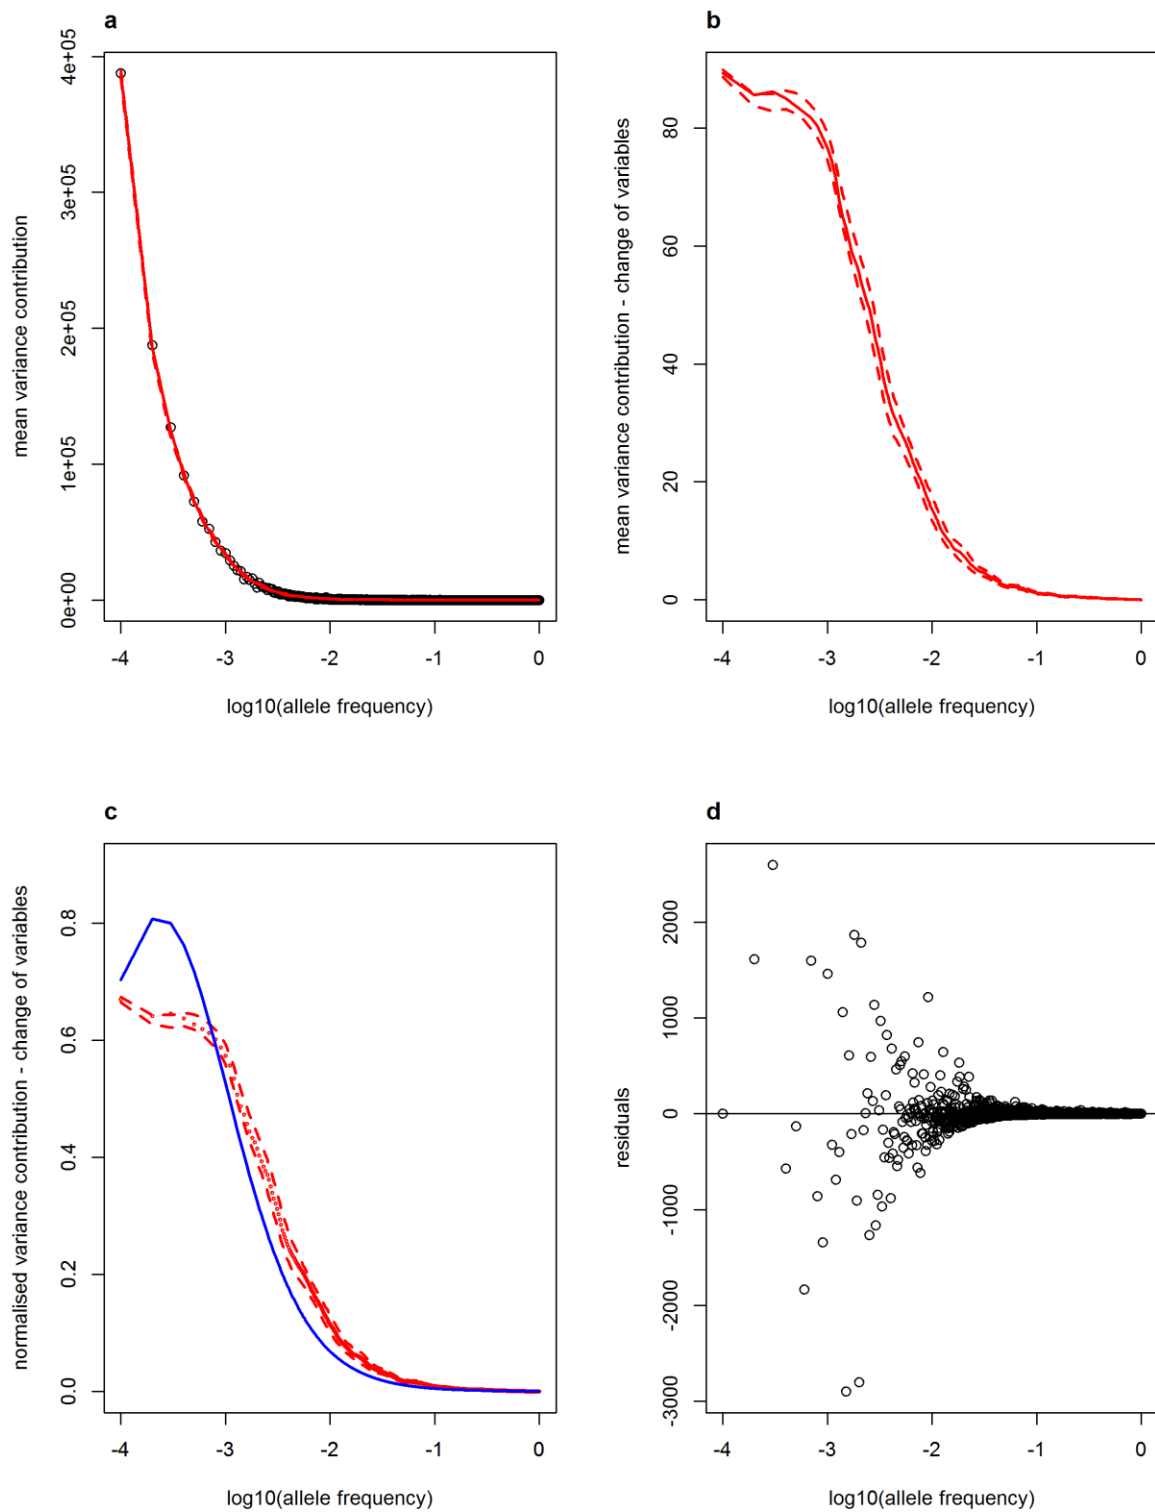 a
mean variance contribution
4e+05
3e+05
2e+05
1e+05
0e+00
-4 -3 -2 -1 0
log10(allele frequency)
b
mean variance contribution - change of variables
80
60
40
20
0
-4 -3 -2 -1 0
log10(allele frequency)
c
normalised variance contribution - change of variables
0.8
0.6
0.4
0.2
0.0
-4 -3 -2 -1 0
log10(allele frequency)
d
residuals
2000
1000
0
-1000
-2000
-3000
-4 -3 -2 -1 0
log10(allele frequency)